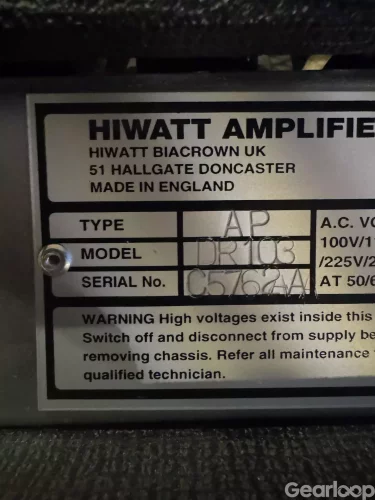 HIWATT AMPLIFIE
HIWATT BIACROWN UK
51 HALLGATE DONCASTER
MADE IN ENGLAND
TYPE AP
MODEL DR103
SERIAL No. C5762AA
A.C. VO
100V/11
/225V/2
AT 50/6
WARNING High voltages exist inside this
Switch off and disconnect from supply be
removing chassis. Refer all maintenance
qualified technician.
Gearloop